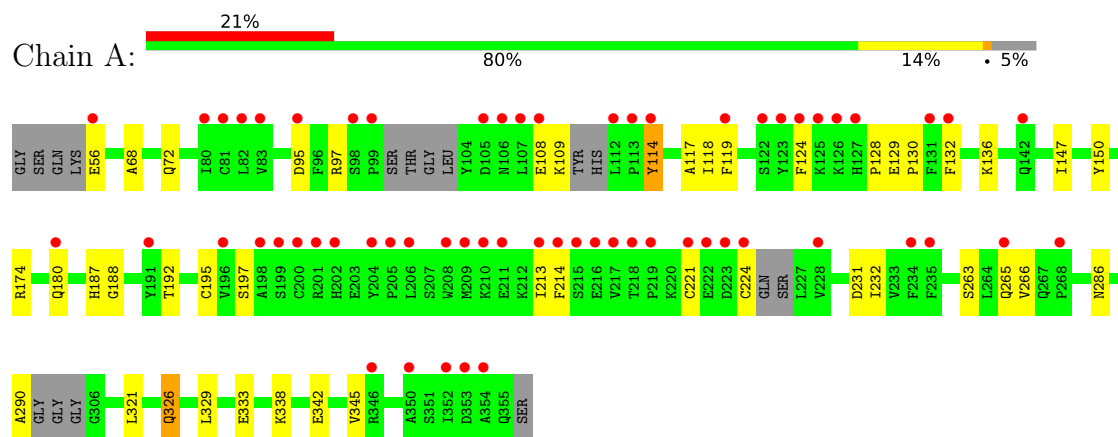 21%
Chain A:
80% 14% • 5%
GLY SER GLN LYS E56 A68 Q72 I80 C81 L82 V83 D95 F96 R97 S98 P99 SER THR GLY LEU Y104 D105 N106 L107 E108 K109 TYR HIS L112 P113 Y114 A117 I118 F119 S122 Y123 F124 K125 K126 H127 P128 E129 P130 F131 F132 K136 Q142 I147 Y150
R174 Q180 H187 G188 Y191 T192 C195 V196 S197 A198 S199 C200 R201 H202 E203 Y204 P205 L206 S207 W208 M209 K210 E211 K212 I213 F214 S215 E216 V217 T218 P219 K220 C221 E222 D223 C224 GLN SER L227 V228 D231 I232 V233 F234 F235 S263 L264 Q265 V266 Q267 P268 N286
A290 GLY GLY GLY G306 L321 Q326 L329 E333 K338 E342 V345 R346 A350 S351 I352 D353 A354 Q355 SER